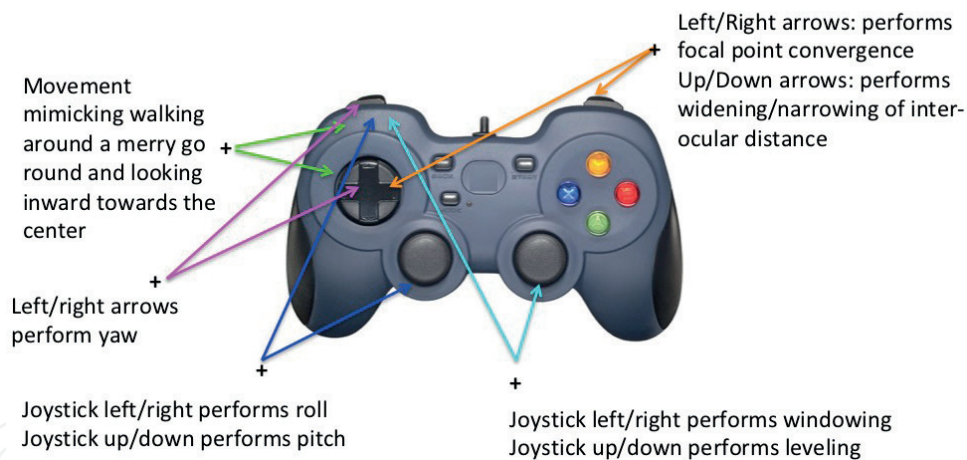 Left/Right arrows: performs
focal point convergence
Up/Down arrows: performs
widening/narrowing of inter-
ocular distance
Movement
mimicking walking
around a merry go
round and looking
inward towards the
center
+
+
+
Left/right arrows
perform yaw
+
+
Joystick left/right performs roll
Joystick up/down performs pitch
Joystick left/right performs windowing
Joystick up/down performs leveling
BACK
START
X